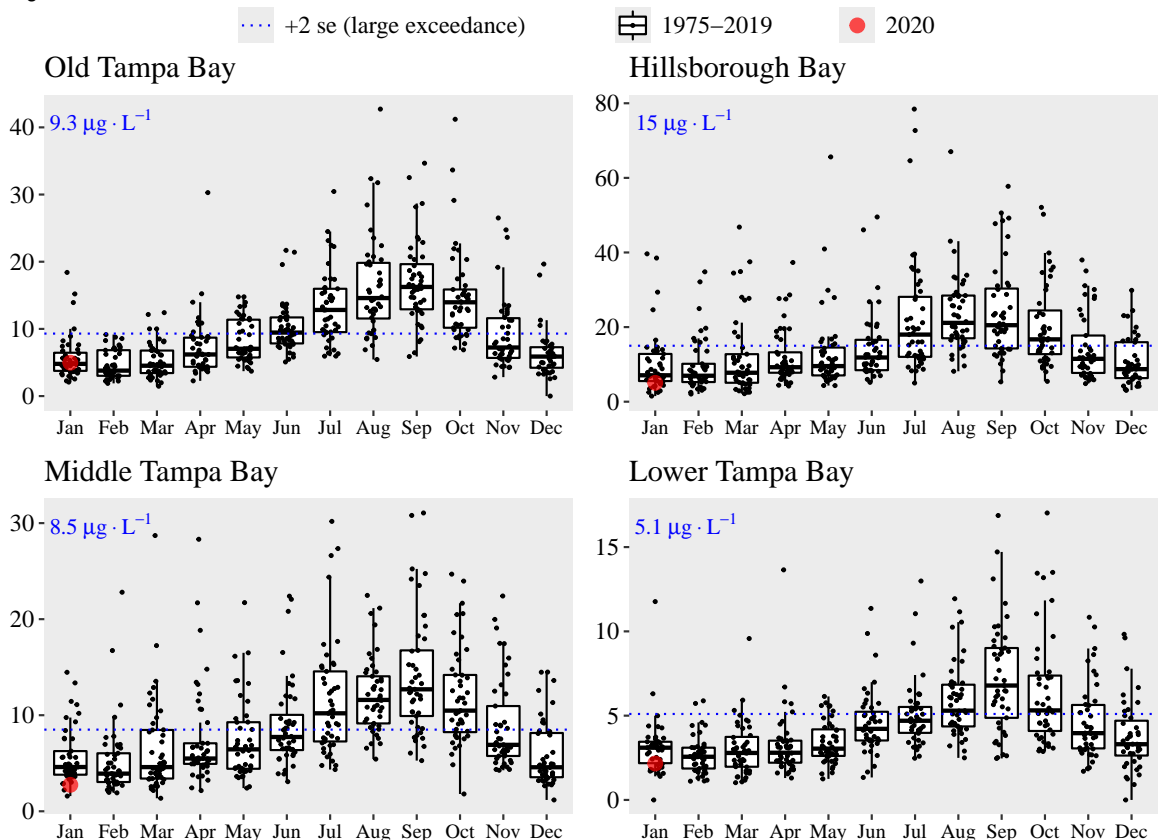 +2 se (large exceedance) 1975−2019 2020
Old Tampa Bay
9.3 μg · L⁻¹
40
30
20
10
0
Jan Feb Mar Apr May Jun Jul Aug Sep Oct Nov Dec
Hillsborough Bay
15 μg · L⁻¹
80
60
40
20
0
Jan Feb Mar Apr May Jun Jul Aug Sep Oct Nov Dec
Middle Tampa Bay
8.5 μg · L⁻¹
30
20
10
0
Jan Feb Mar Apr May Jun Jul Aug Sep Oct Nov Dec
Lower Tampa Bay
5.1 μg · L⁻¹
15
10
5
0
Jan Feb Mar Apr May Jun Jul Aug Sep Oct Nov Dec